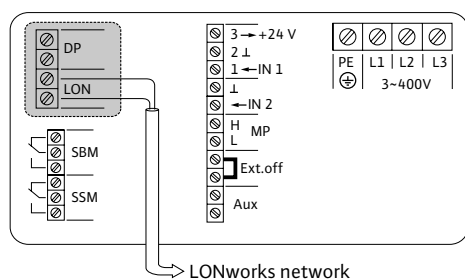 DP
LON
SBM
SSM
3 → +24 V
2 ⊥
1 ← IN 1
⊥
← IN 2
H
L
MP
Ext.off
Aux
PE L1 L2 L3
3~400V
LONworks network